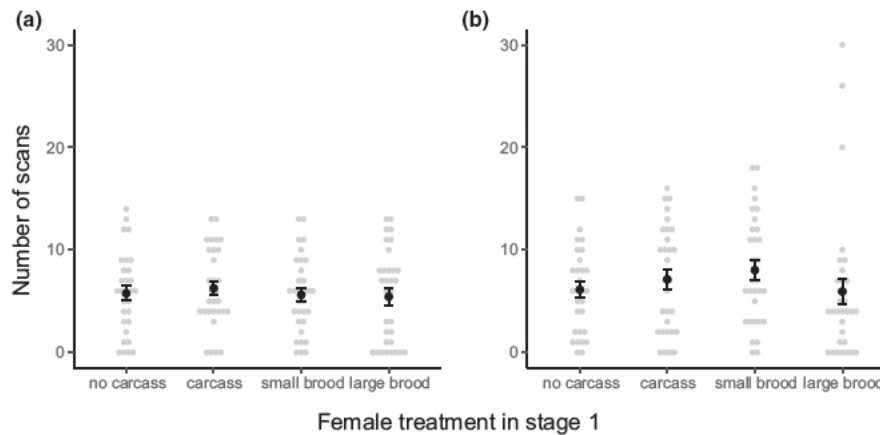 (a)
(b)
30
20
10
0
30
20
10
0
Number of scans
no carcass carcass small brood large brood
no carcass carcass small brood large brood
Female treatment in stage 1